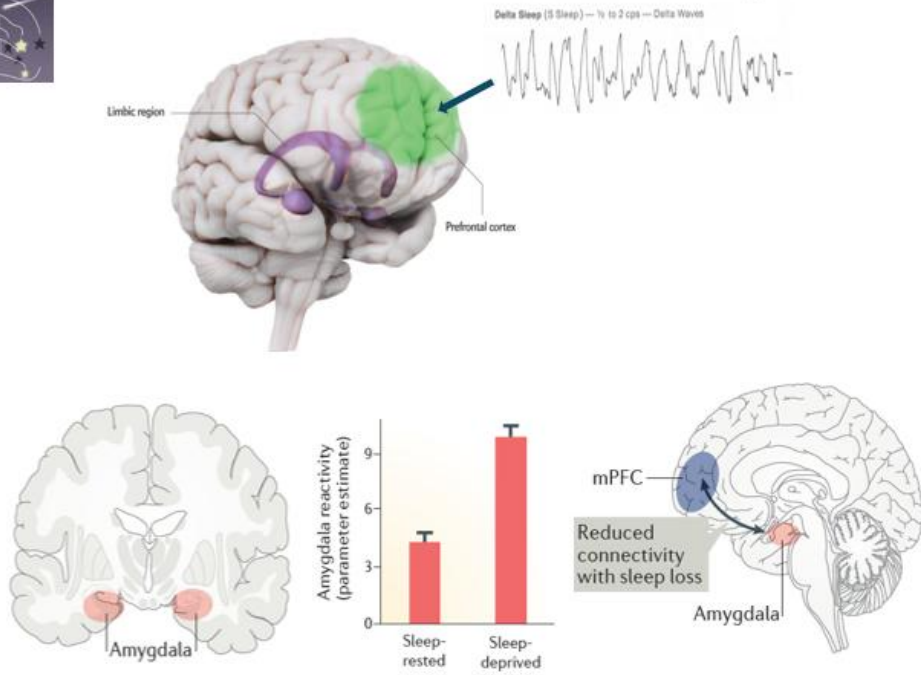 Delta Sleep (S Sleep) — ½ to 2 cps — Delta Waves
Limbic region
Prefrontal cortex
Amygdala
Amygdala reactivity
(parameter estimate)
9
6
3
0
Sleep-
rested
Sleep-
deprived
mPFC
Reduced
connectivity
with sleep loss
Amygdala